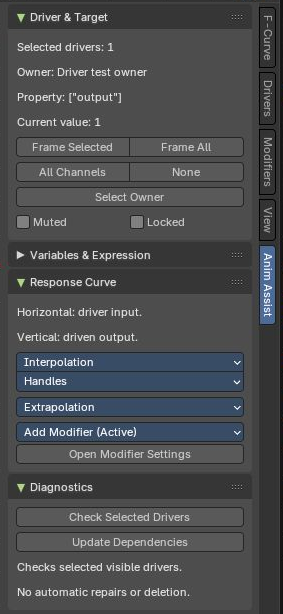 Driver & Target
Selected drivers: 1
Owner: Driver test owner
Property: ["output"]
Current value: 1
Frame Selected
Frame All
All Channels
None
Select Owner
Muted
Locked
Variables & Expression
Response Curve
Horizontal: driver input.
Vertical: driven output.
Interpolation
Handles
Extrapolation
Add Modifier (Active)
Open Modifier Settings
Diagnostics
Check Selected Drivers
Update Dependencies
Checks selected visible drivers.
No automatic repairs or deletion.
F-Curve
Drivers
Modifiers
View
Anim Assist